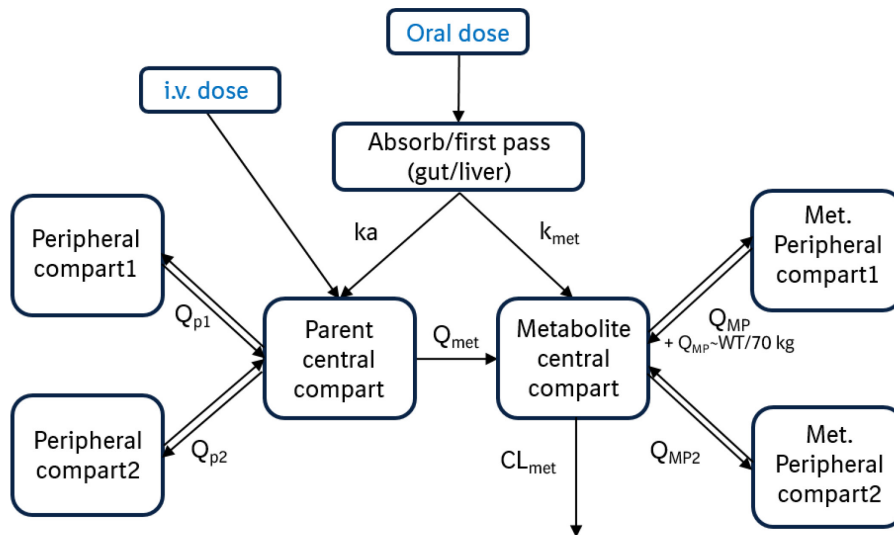 Oral dose
i.v. dose
Absorb/first pass
(gut/liver)
ka
kmet
Peripheral
compart1
Met.
Peripheral
compart1
Qp1
Parent
central
compart
Qmet
Metabolite
central
compart
QMP
+ QMP~WT/70 kg
Peripheral
compart2
Qp2
CLmet
QMP2
Met.
Peripheral
compart2